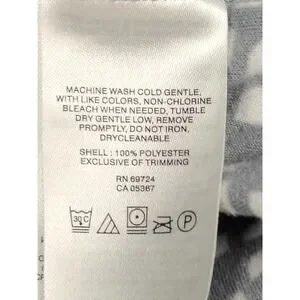 MACHINE WASH COLD GENTLE,
WITH LIKE COLORS, NON-CHLORINE
BLEACH WHEN NEEDED, TUMBLE
DRY GENTLE LOW, REMOVE
PROMPTLY, DO NOT IRON,
DRYCLEANABLE
SHELL : 100% POLYESTER
EXCLUSIVE OF TRIMMING
RN 69724
CA 05367
30°C P